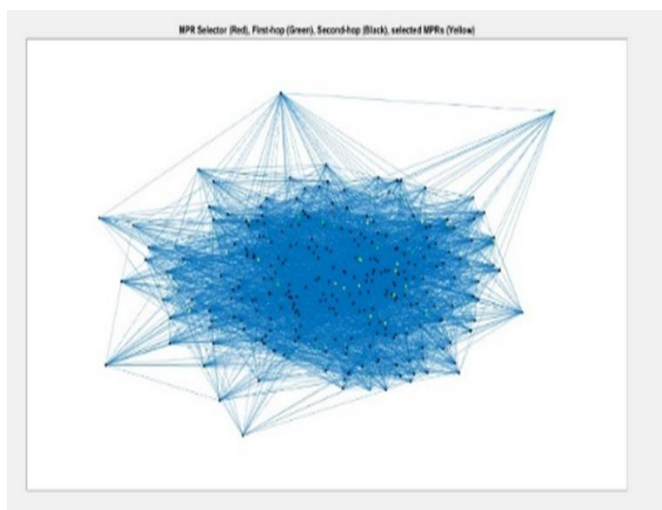 MPR Selector (Red), First-hop (Green), Second-hop (Black), selected MPRs (Yellow)